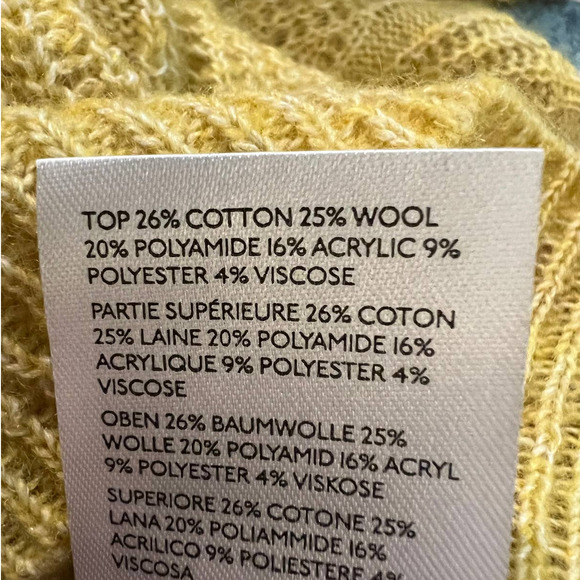 TOP 26% COTTON 25% WOOL
20% POLYAMIDE 16% ACRYLIC 9%
POLYESTER 4% VISCOSE
PARTIE SUPÉRIEURE 26% COTON
25% LAINE 20% POLYAMIDE 16%
ACRYLIQUE 9% POLYESTER 4%
VISCOSE
OBEN 26% BAUMWOLLE 25%
WOLLE 20% POLYAMID 16% ACRYL
9% POLYESTER 4% VISKOSE
SUPERIORE 26% COTONE 25%
LANA 20% POLIAMMIDE 16%
ACRILICO 9% POLIESTERE 4%
VISCOSA